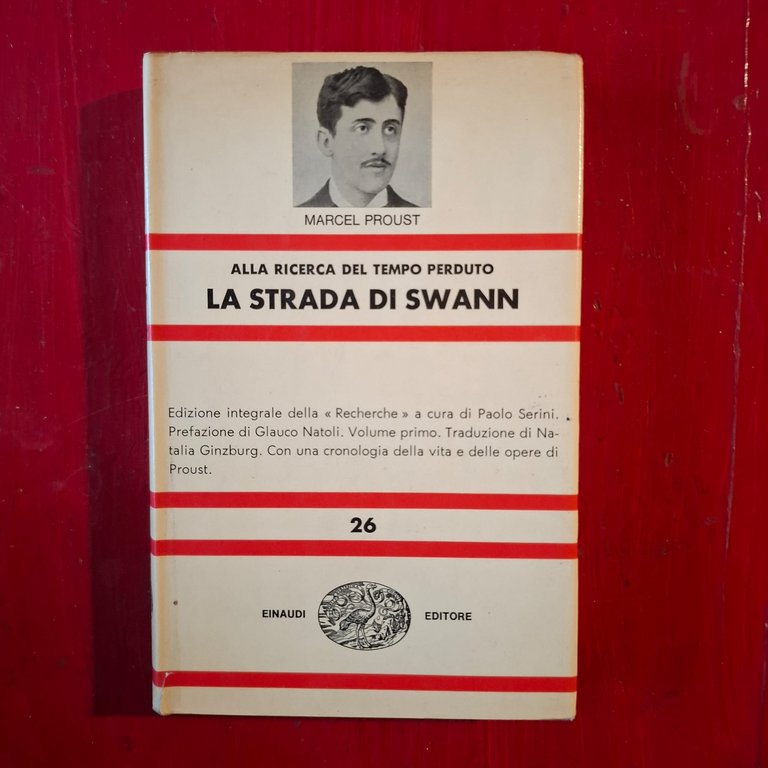 MARCEL PROUST
ALLA RICERCA DEL TEMPO PERDUTO
LA STRADA DI SWANN
Edizione integrale della « Recherche » a cura di Paolo Serini.
Prefazione di Glauco Natoli. Volume primo. Traduzione di Na-
talia Ginzburg. Con una cronologia della vita e delle opere di
Proust.
26
EINAUDI EDITORE